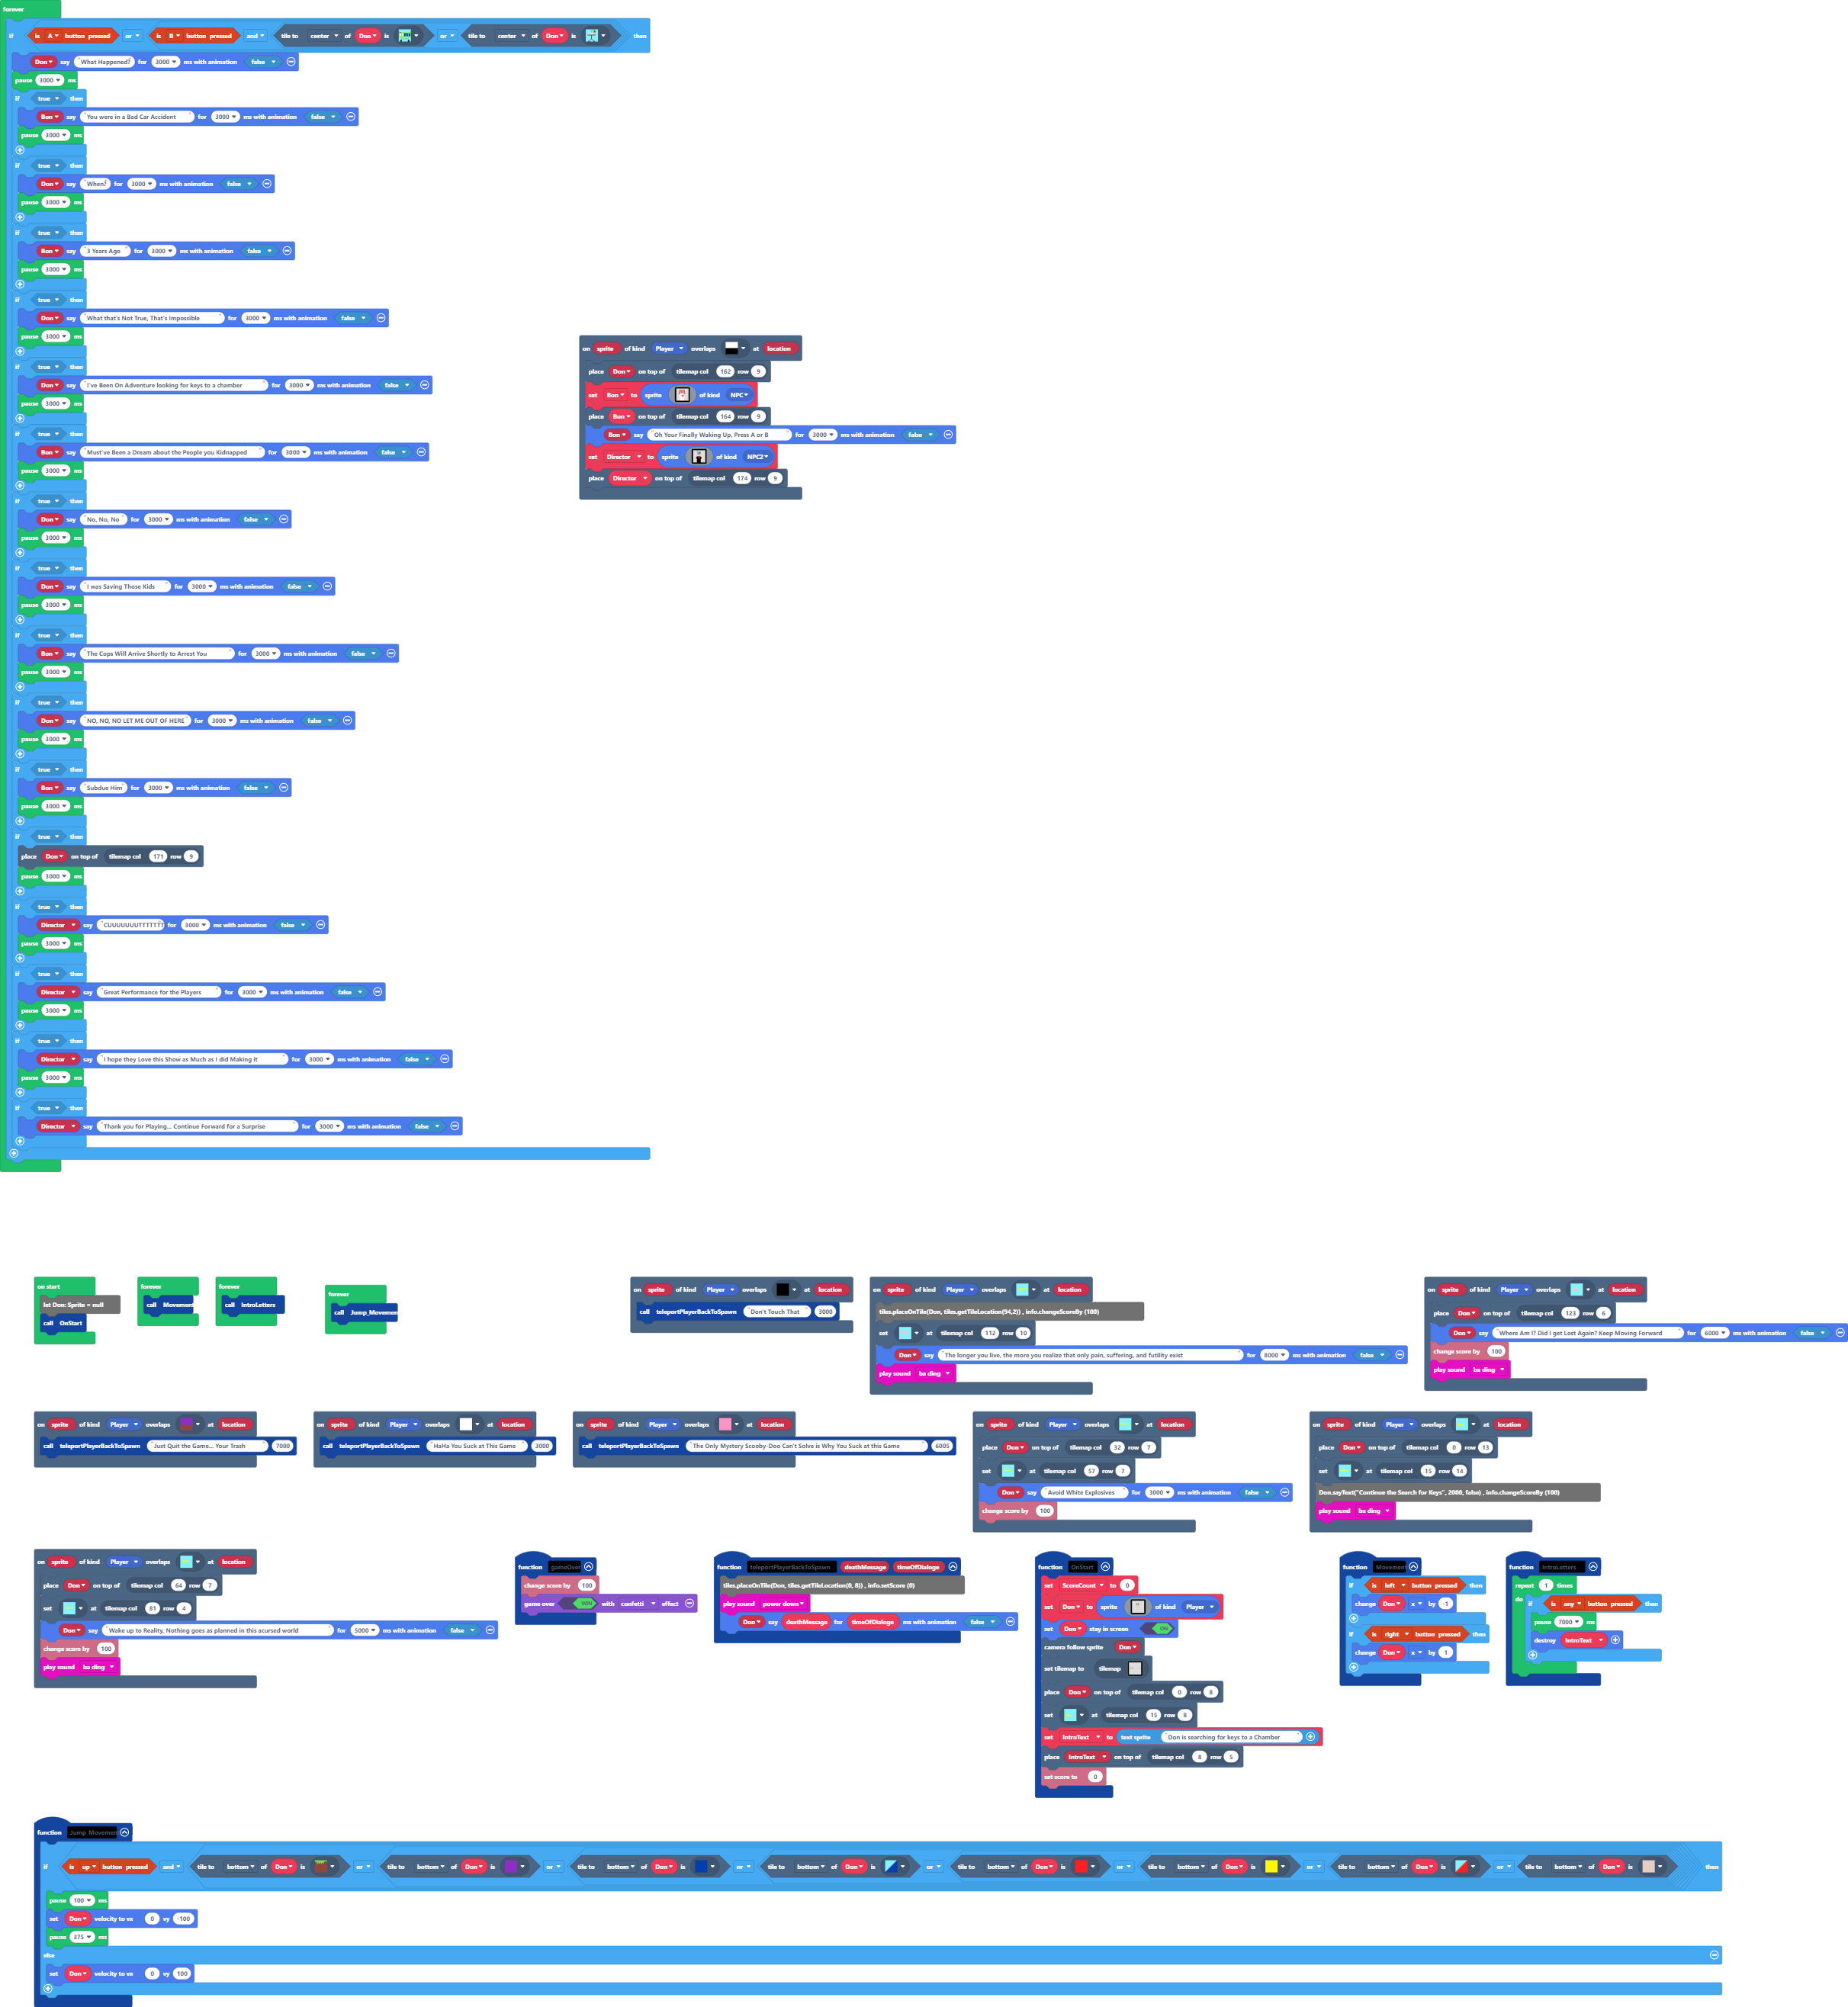 forever
if is A button pressed or is B button pressed and tile to center of Don is or tile to center of Don is then
Don say "What Happened?" for 3000 ms with animation false
pause 3000 ms
if true then
Bon say "You were in a Bad Car Accident" for 3000 ms with animation false
pause 3000 ms
if true then
Don say "When?" for 3000 ms with animation false
pause 3000 ms
if true then
Bon say "3 Years Ago" for 3000 ms with animation false
pause 3000 ms
if true then
Don say "What that's Not True, That's Impossible" for 3000 ms with animation false
pause 3000 ms
if true then
Don say "I've Been On Adventure looking for keys to a chamber" for 3000 ms with animation false
pause 3000 ms
if true then
Bon say "Must've Been a Dream about the People you Kidnapped" for 3000 ms with animation false
pause 3000 ms
if true then
Don say "No, No, No" for 3000 ms with animation false
pause 3000 ms
if true then
Don say "I was Saving Those Kids" for 3000 ms with animation false
pause 3000 ms
if true then
Bon say "The Cops Will Arrive Shortly to Arrest You" for 3000 ms with animation false
pause 3000 ms
if true then
Don say "NO, NO, NO LET ME OUT OF HERE" for 3000 ms with animation false
pause 3000 ms
if true then
Bon say "Subdue Him" for 3000 ms with animation false
pause 3000 ms
if true then
place Don on top of tilemap col 171 row 9
pause 3000 ms
if true then
Director say "CUUUUUUUTTTTTTT for 3000 ms with animation false
pause 3000 ms
if true then
Director say "Great Performance for the Players" for 3000 ms with animation false
pause 3000 ms
if true then
Director say "I hope they Love this Show as Much as I did Making it" for 3000 ms with animation false
pause 3000 ms
if true then
Director say "Thank you for Playing... Continue Forward for a Surprise" for 3000 ms with animation false
on sprite of kind Player overlaps at location
place Don on top of tilemap col 162 row 9
set Bon to sprite of kind NPC
place Bon on top of tilemap col 164 row 9
Bon say "Oh Your Finally Waking Up, Press A or B" for 3000 ms with animation false
set Director to sprite of kind NPC2
place Director on top of tilemap col 174 row 9
on start
let Don: Sprite = null
call OnStart
forever
call Movement
forever
call IntroLetters
forever
call Jump_Movemen
on sprite of kind Player overlaps at location
call teleportPlayerBackToSpawn "Don't Touch That" 3000
on sprite of kind Player overlaps at location
tiles.placeOnTile(Don, tiles.getTileLocation(94,2)) , info.changeScoreBy (100)
set at tilemap col 112 row 10
Don say "The longer you live, the more you realize that only pain, suffering, and futility exist" for 8000 ms with animation false
play sound ba ding
on sprite of kind Player overlaps at location
place Don on top of tilemap col 123 row 6
Don say "Where Am I? Did I get Lost Again? Keep Moving Forward" for 6000 ms with animation false
change score by 100
play sound ba ding
on sprite of kind Player overlaps at location
call teleportPlayerBackToSpawn "Just Quit the Game... Your Trash" 7000
on sprite of kind Player overlaps at location
call teleportPlayerBackToSpawn "HaHa You Suck at This Game" 3000
on sprite of kind Player overlaps at location
call teleportPlayerBackToSpawn "The Only Mystery Scooby-Doo Can't Solve is Why You Suck at this Game" 6005
on sprite of kind Player overlaps at location
place Don on top of tilemap col 32 row 7
set at tilemap col 57 row 7
Don say "Avoid White Explosives" for 3000 ms with animation false
change score by 100
on sprite of kind Player overlaps at location
place Don on top of tilemap col 0 row 13
set at tilemap col 15 row 14
Don.sayText("Continue the Search for Keys", 2000, false) , info.changeScoreBy (100)
play sound ba ding
on sprite of kind Player overlaps at location
place Don on top of tilemap col 64 row 7
set at tilemap col 81 row 4
Don say "Wake up to Reality, Nothing goes as planned in this acursed world" for 5000 ms with animation false
change score by 100
play sound ba ding
function gameOver
change score by 100
game over WIN with confetti effect
function teleportPlayerBackToSpawn deathMessage timeOfDialoge
tiles.placeOnTile(Don, tiles.getTileLocation(0, 8)) , info.setScore (0)
play sound power down
Don say deathMessage for timeOfDialoge ms with animation false
function OnStart
set ScoreCount to 0
set Don to sprite of kind Player
set Don stay in screen ON
camera follow sprite Don
set tilemap to tilemap
place Don on top of tilemap col 0 row 8
set at tilemap col 15 row 8
set IntroText to text sprite "Don is searching for keys to a Chamber"
place IntroText on top of tilemap col 8 row 5
set score to 0
function Movement
if is left button pressed then
change Don x by -1
if is right button pressed then
change Don x by 1
function IntroLetters
repeat 1 times
do if is any button pressed then
pause 7000 ms
destroy IntroText
function Jump_Movemen
if is up button pressed and tile to bottom of Don is or tile to bottom of Don is or tile to bottom of Don is or tile to bottom of Don is or tile to bottom of Don is or tile to bottom of Don is or tile to bottom of Don is or tile to bottom of Don is then
pause 100 ms
set Don velocity to vx 0 vy -100
pause 375 ms
else
set Don velocity to vx 0 vy 100